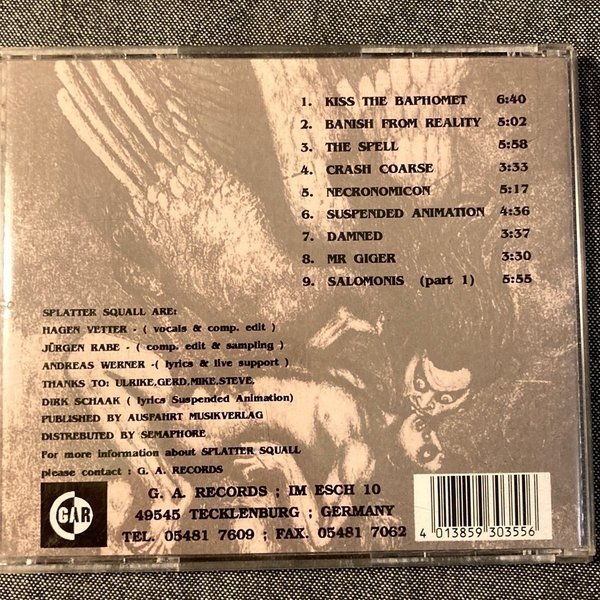 1. KISS THE BAPHOMET 6:40
2. BANISH FROM REALITY 5:02
3. THE SPELL 5:58
4. CRASH COARSE 3:33
5. NECRONOMICON 5:17
6. SUSPENDED ANIMATION 4:36
7. DAMNED 3:37
8. MR GIGER 3:30
9. SALOMONIS (part 1) 5:55
SPLATTER SQUALL ARE:
HAGEN VETTER - ( vocals & comp. edit )
JÜRGEN RABE - ( comp. edit & sampling )
ANDREAS WERNER -( lyrics & live support )
THANKS TO: ULRIKE,GERD,MIKE,STEVE,
DIRK SCHAAK ( lyrics Suspended Animation)
PUBLISHED BY AUSFAHRT MUSIKVERLAG
DISTREBUTED BY SEMAPHORE
For more information about SPLATTER SQUALL
please contact : G. A. RECORDS
GAR
G. A. RECORDS ; IM ESCH 10
49545 TECKLENBURG ; GERMANY
TEL. 05481 7609 ; FAX. 05481 7062
4 013859 303556